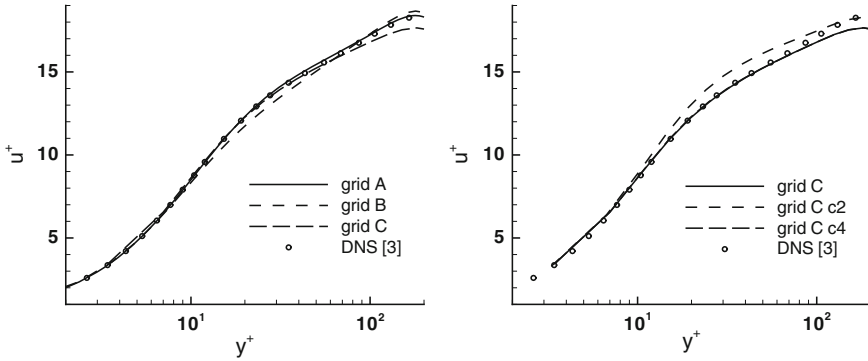 u+
15
10
5
grid A
grid B
grid C
DNS [3]
10¹
10²
y+
u+
15
10
5
grid C
grid C c2
grid C c4
DNS [3]
10¹
10²
y+